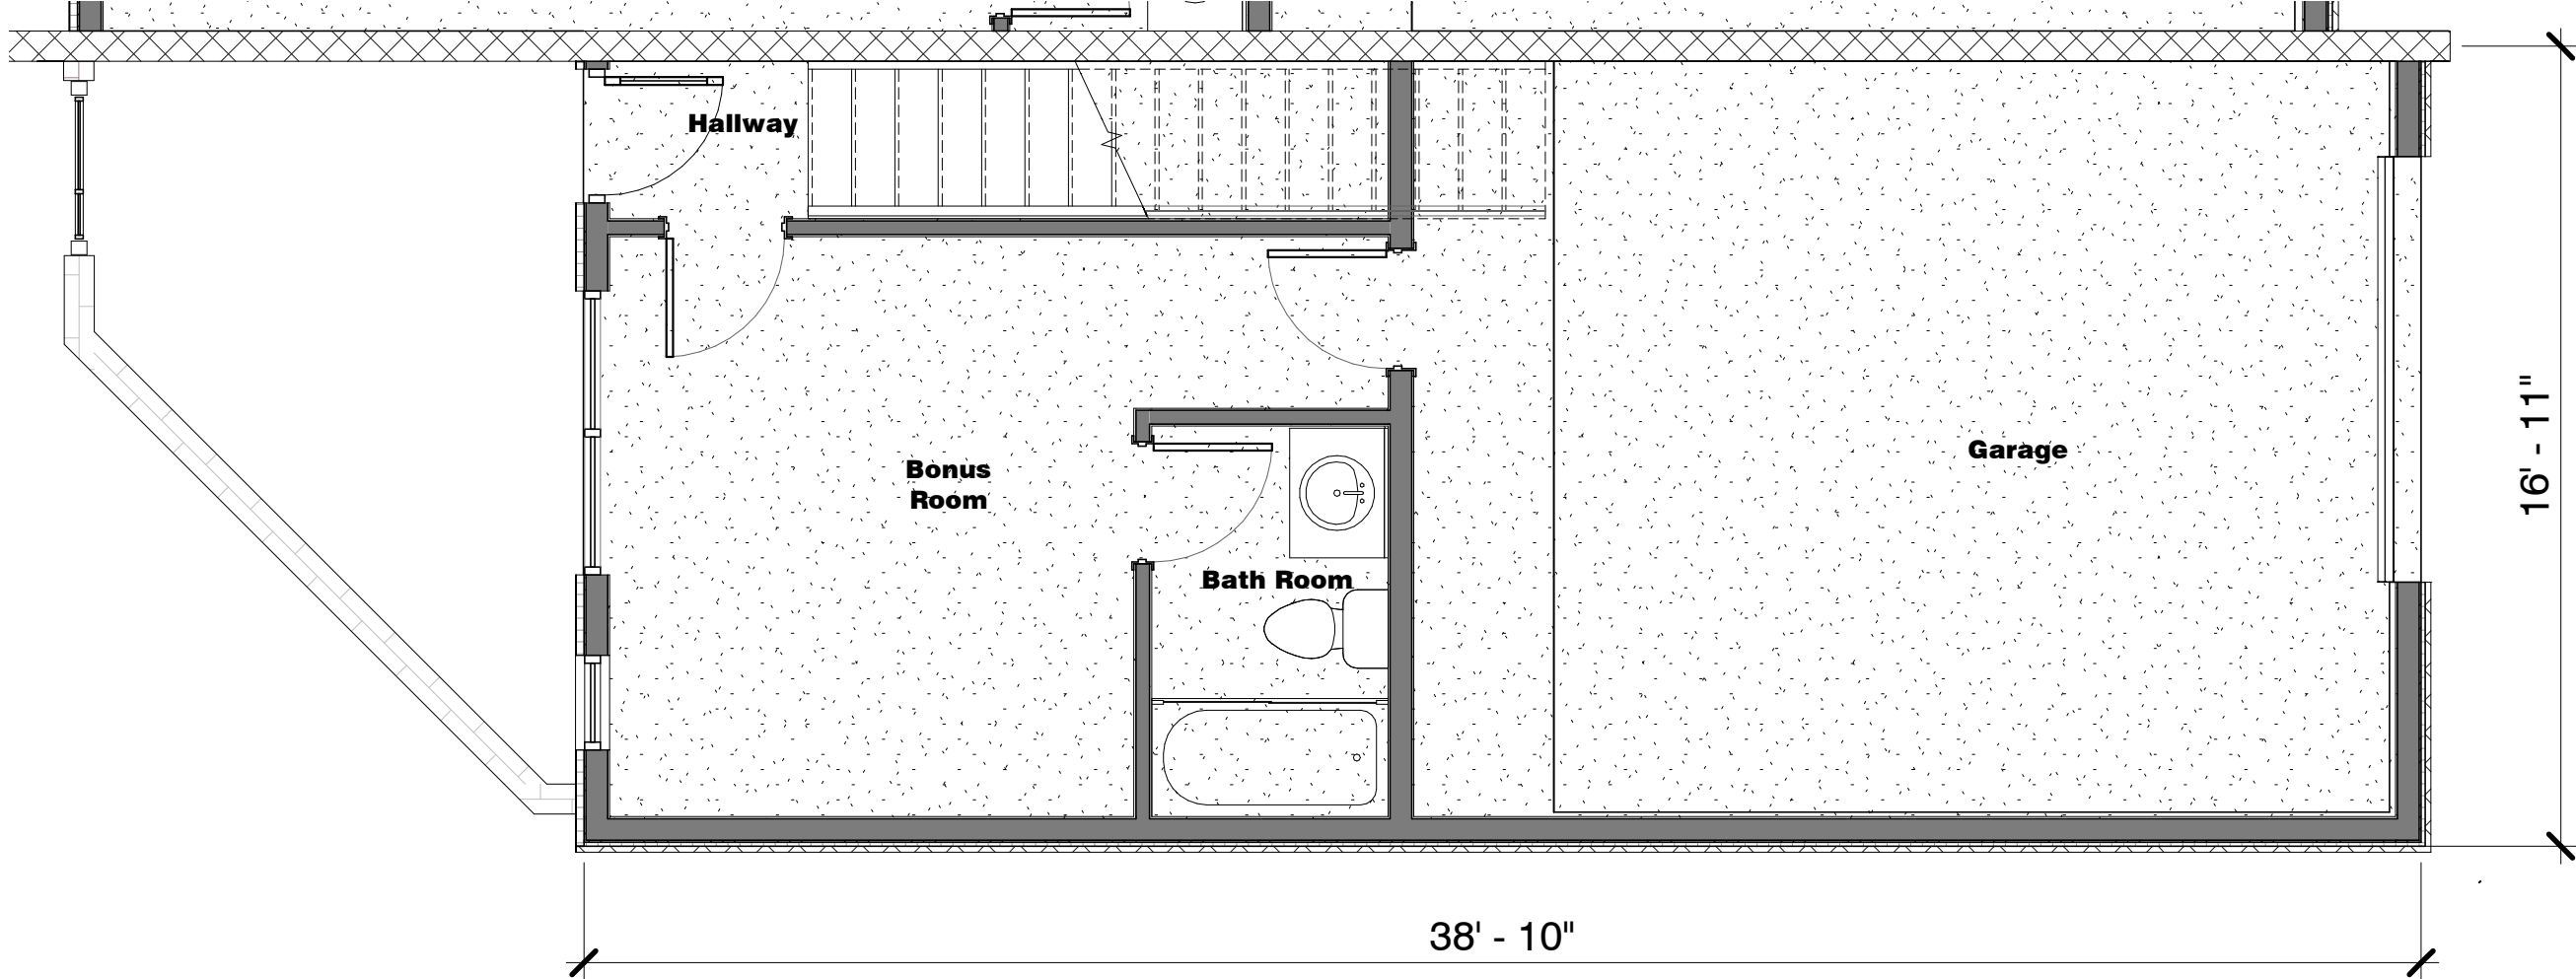 Hallway
Bonus
Room
Garage
16' - 11"
Bath Room
38' - 10"